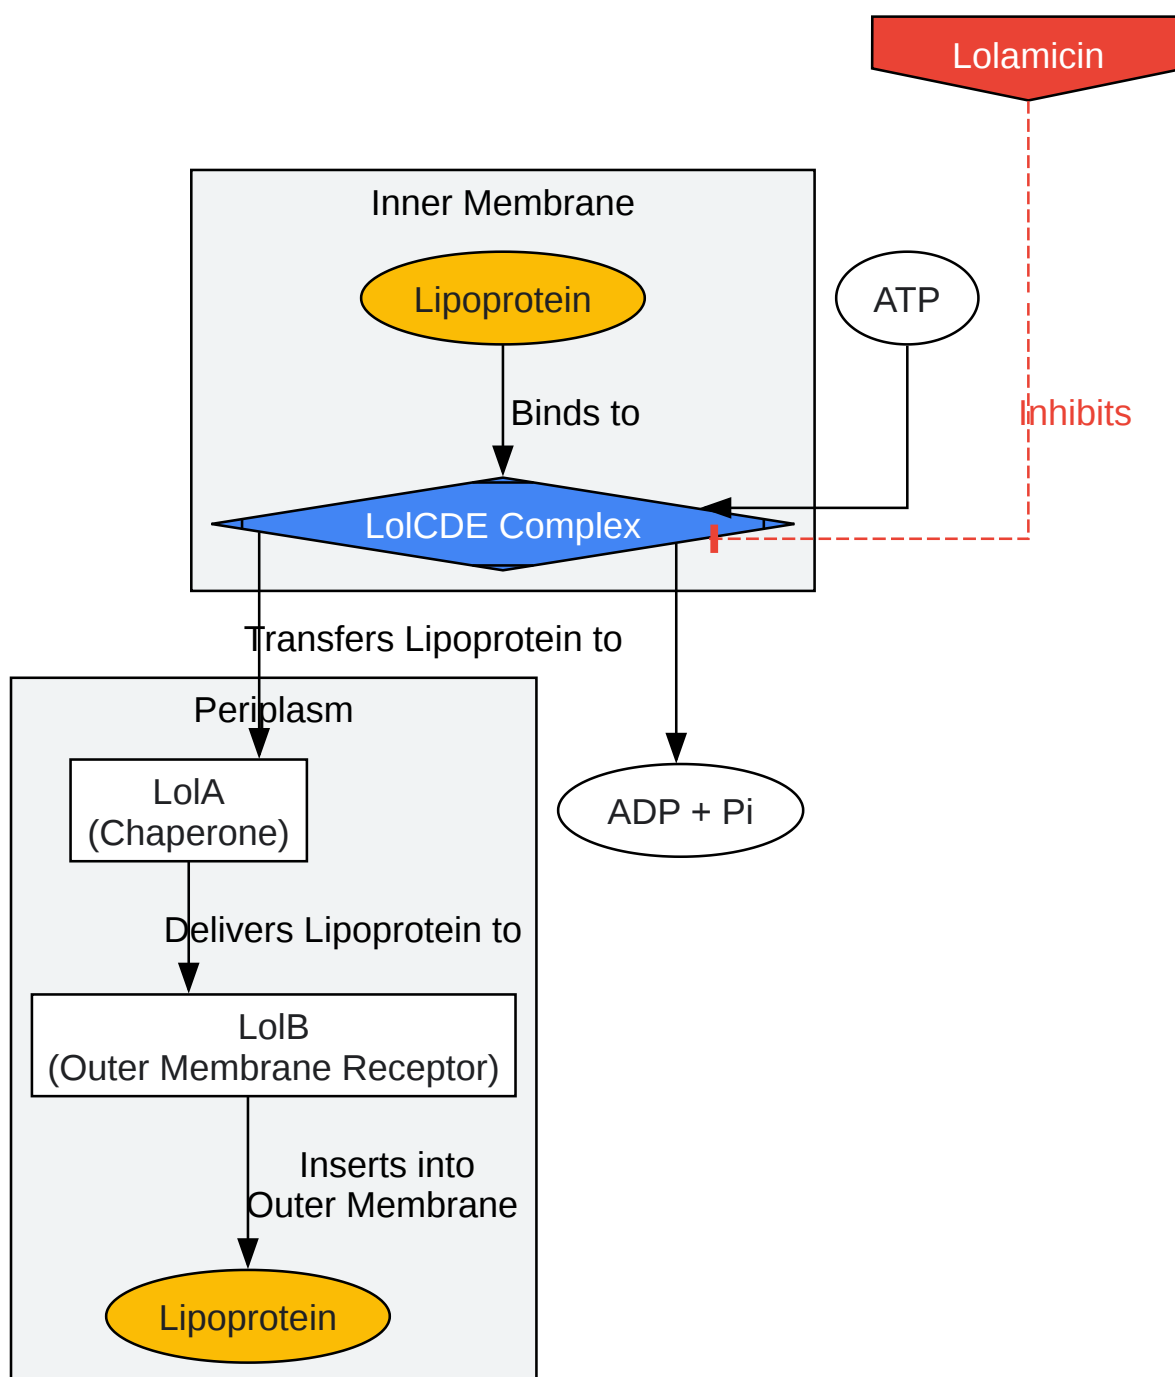 Lolamicin
Inner Membrane
Lipoprotein
ATP
Binds to
Inhibits
LolCDE Complex
Transfers Lipoprotein to
Periplasm
LolA
(Chaperone)
ADP + Pi
Delivers Lipoprotein to
LolB
(Outer Membrane Receptor)
Inserts into
Outer Membrane
Lipoprotein